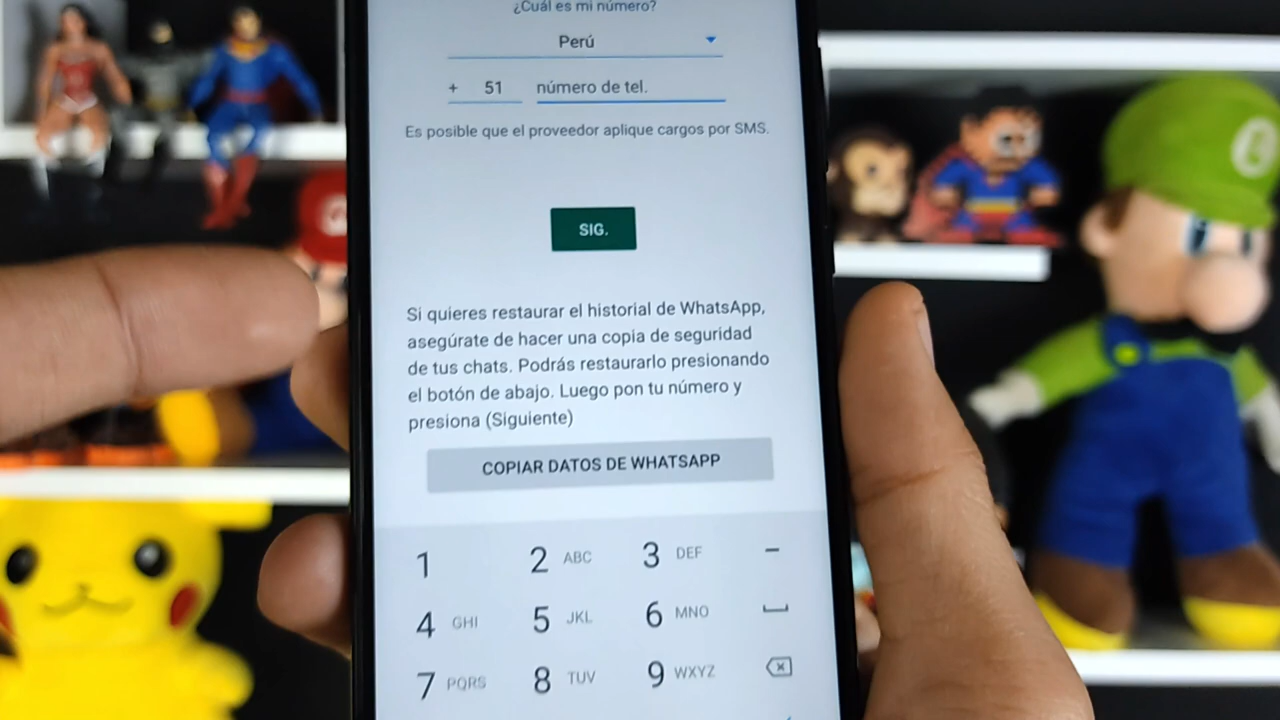 ¿Cuál es mi número?
Perú
+ 51 número de tel.
Es posible que el proveedor aplique cargos por SMS.
SIG.
Si quieres restaurar el historial de WhatsApp,
asegúrate de hacer una copia de seguridad
de tus chats. Podrás restaurarlo presionando
el botón de abajo. Luego pon tu número y
presiona (Siguiente)
COPIAR DATOS DE WHATSAPP
1 2 ABC 3 DEF -
4 GHI 5 JKL 6 MNO
7 PQRS 8 TUV 9 WXYZ
L